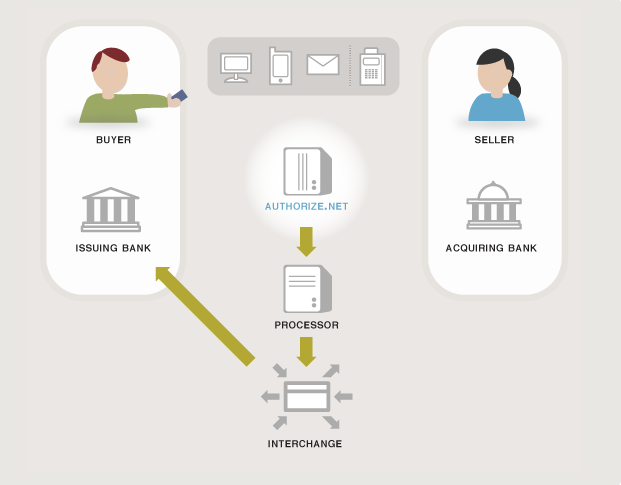 BUYER
SELLER
AUTHORIZE.NET
ISSUING BANK
ACQUIRING BANK
PROCESSOR
INTERCHANGE